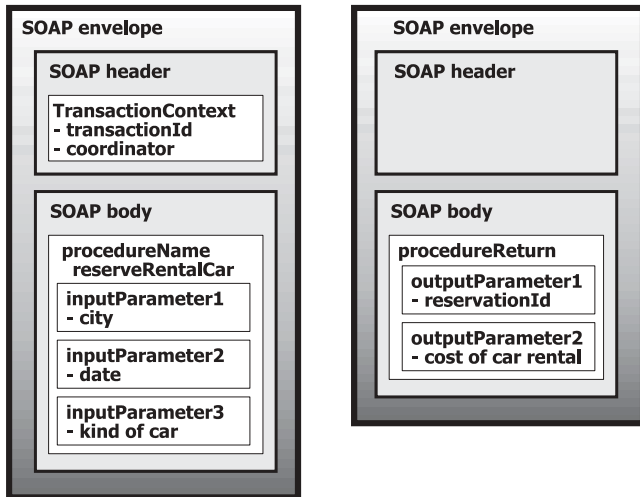 SOAP envelope
SOAP header
TransactionContext
- transactionId
- coordinator
SOAP body
procedureName
reserveRentalCar
inputParameter1
- city
inputParameter2
- date
inputParameter3
- kind of car
SOAP envelope
SOAP header
SOAP body
procedureReturn
outputParameter1
- reservationId
outputParameter2
- cost of car rental